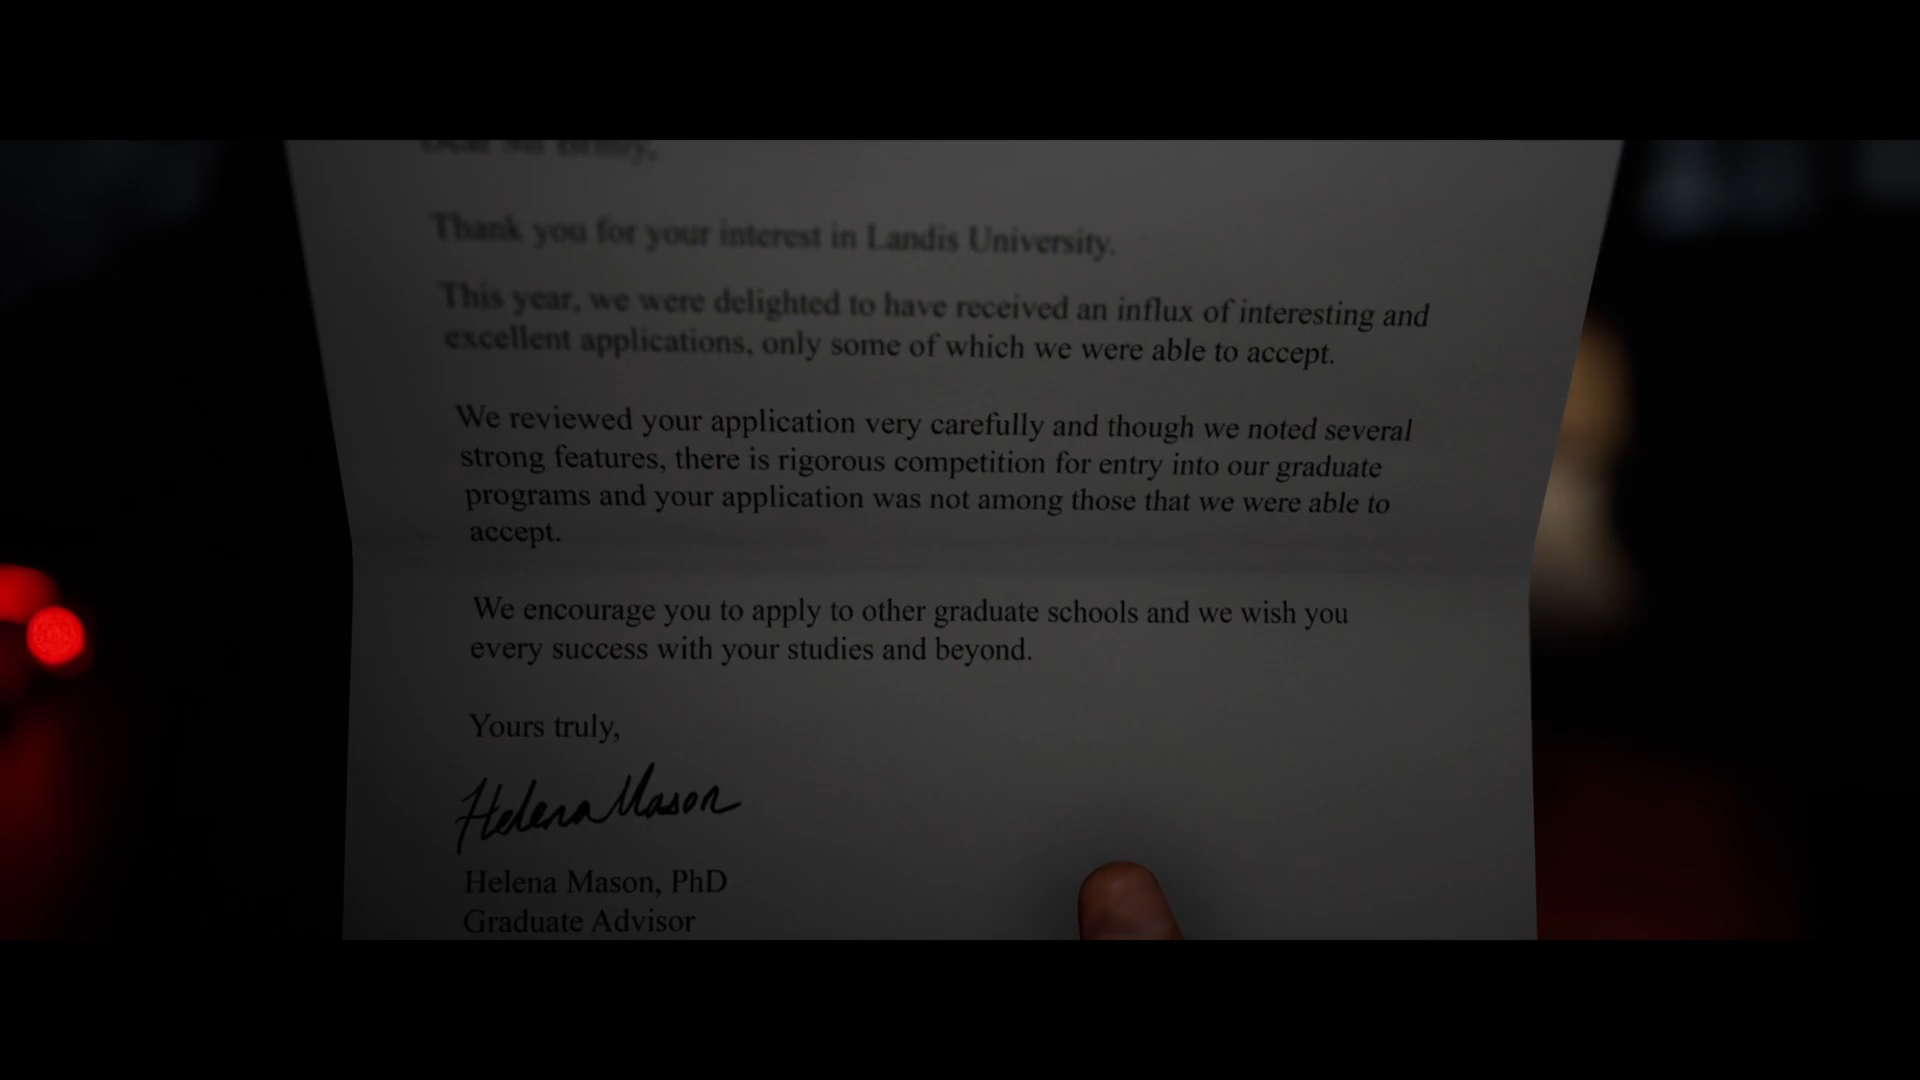 Thank you for your interest in Landis University.
This year, we were delighted to have received an influx of interesting and
excellent applications, only some of which we were able to accept.
We reviewed your application very carefully and though we noted several
strong features, there is rigorous competition for entry into our graduate
programs and your application was not among those that we were able to
accept.
We encourage you to apply to other graduate schools and we wish you
every success with your studies and beyond.
Yours truly,
Helena Mason
Helena Mason, PhD
Graduate Advisor